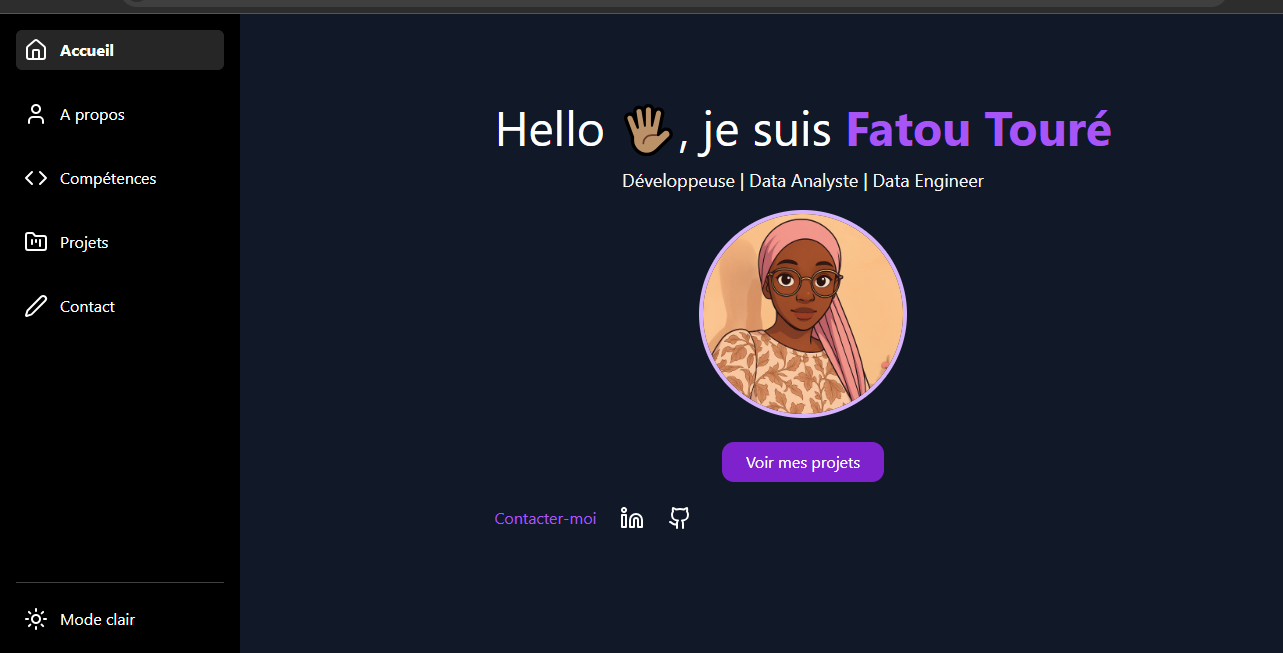 Accueil
A propos
Compétences
Projets
Contact
Mode clair
Hello 🖐🏽, je suis Fatou Touré
Développeuse | Data Analyste | Data Engineer
Voir mes projets
Contacter-moi